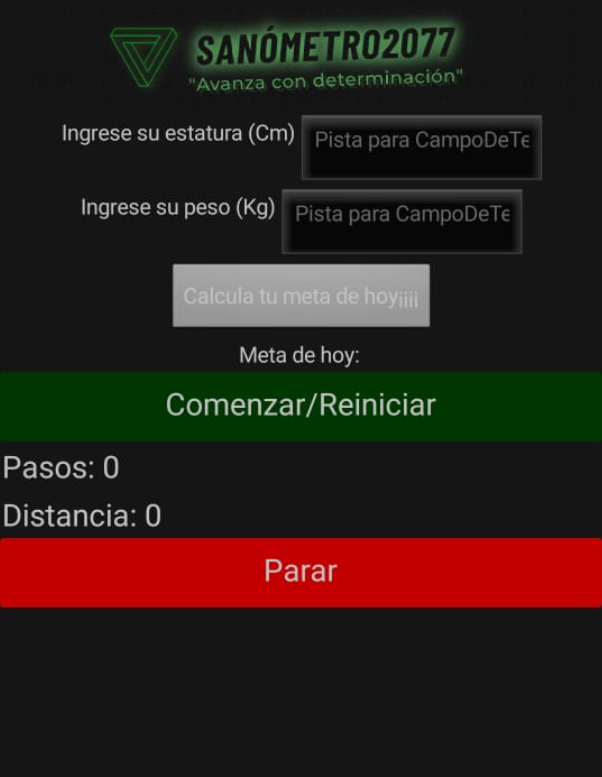 SANÓMETRO2077
"Avanza con determinación"
Ingrese su estatura (Cm) Pista para CampoDeTe
Ingrese su peso (Kg) Pista para CampoDeTe
Calcula tu meta de hoy¡¡¡¡
Meta de hoy:
Comenzar/Reiniciar
Pasos: 0
Distancia: 0
Parar